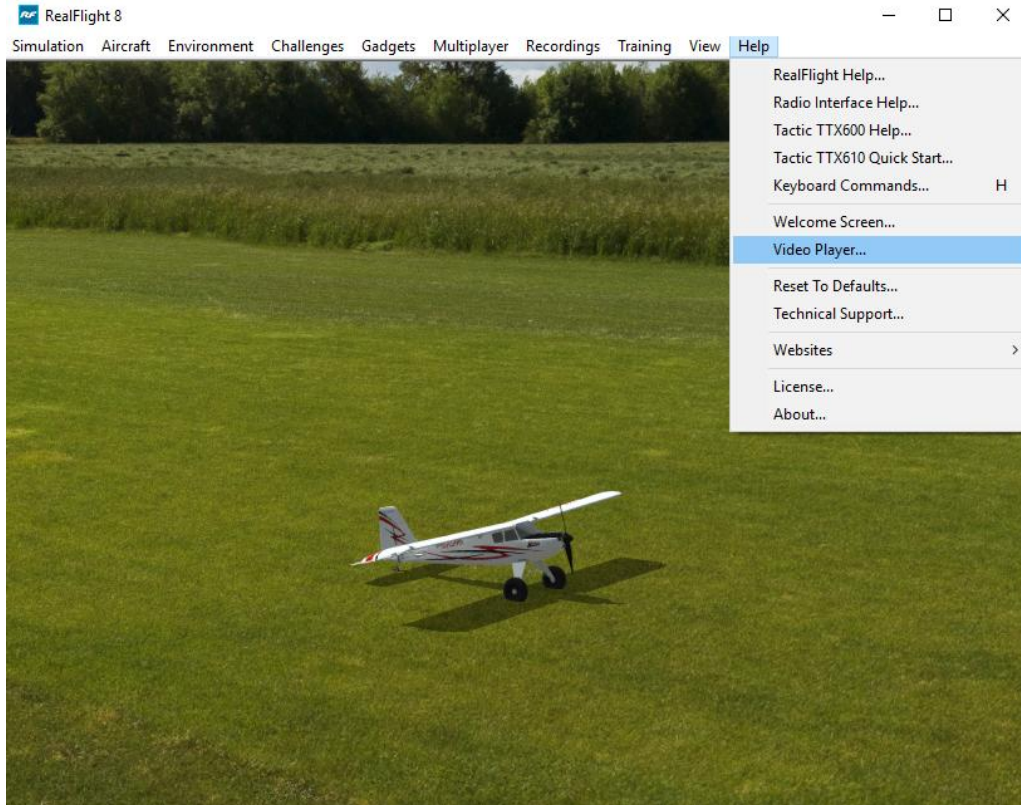 RF RealFlight 8
Simulation Aircraft Environment Challenges Gadgets Multiplayer Recordings Training View Help
RealFlight Help...
Radio Interface Help...
Tactic TTX600 Help...
Tactic TTX610 Quick Start...
Keyboard Commands... H
Welcome Screen...
Video Player...
Reset To Defaults...
Technical Support...
Websites
License...
About...